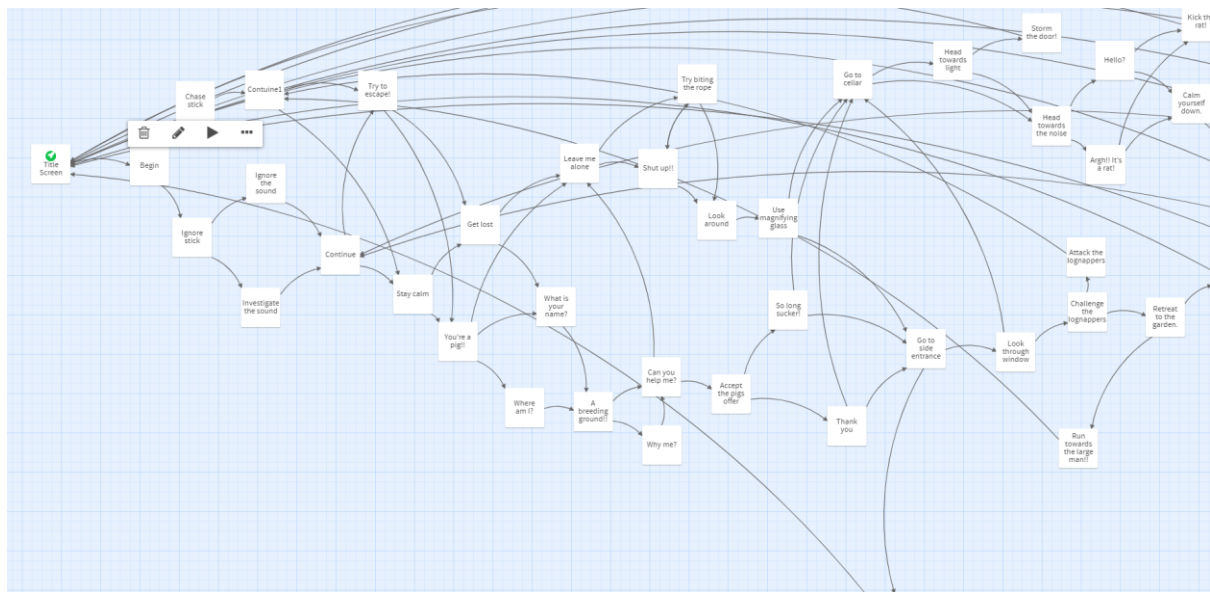 Storm
the door!
Kick th
rat!
Head
towards
light
Hello?
Chase
stick
Contuine1
Try to
escape!
Try biting
the rope
Go to
cellar
Calm
yourself
down.
Head
towards
the noise
Title
Screen
Begin
Ignore
the
sound
Leave me
alone
Shut up!!
Argh!! It's
a rat!
Ignore
stick
Get lost
Look
around
Use
magnifying
glass
Continue
Attack the
dognappers
Investigate
the sound
Stay calm
What is
your
name?
So long
sucker!
Challenge
the
dognappers
Retreat
to the
garden.
You're a
pig!!
Go to
side
entrance
Look
through
window
Can you
help me?
Accept
the pigs
offer
Where
am I?
A
breeding
ground!!
Thank
you
Why me?
Run
towards
the large
man!!